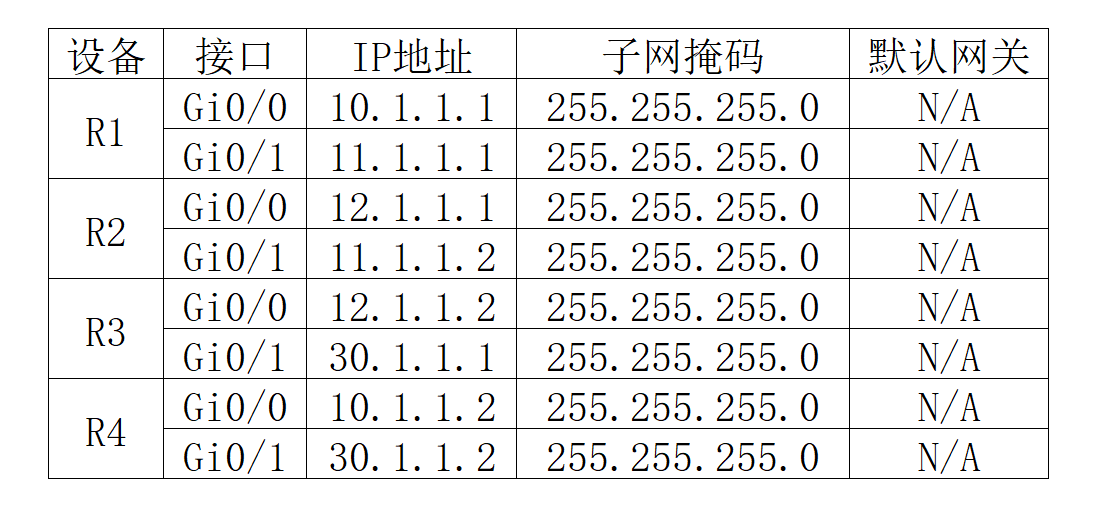 设备 接口 IP地址 子网掩码 默认网关
R1 Gi0/0 10.1.1.1 255.255.255.0 N/A
Gi0/1 11.1.1.1 255.255.255.0 N/A
R2 Gi0/0 12.1.1.1 255.255.255.0 N/A
Gi0/1 11.1.1.2 255.255.255.0 N/A
R3 Gi0/0 12.1.1.2 255.255.255.0 N/A
Gi0/1 30.1.1.1 255.255.255.0 N/A
R4 Gi0/0 10.1.1.2 255.255.255.0 N/A
Gi0/1 30.1.1.2 255.255.255.0 N/A